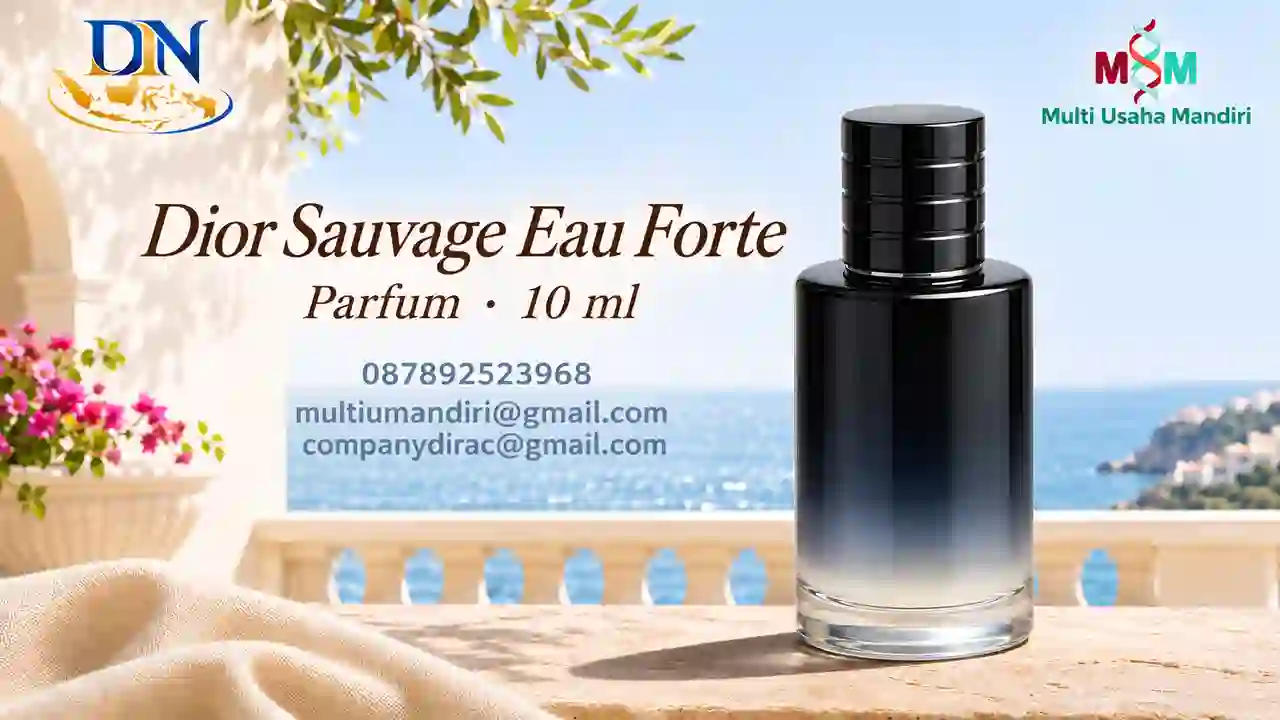 DN
MSM
Multi Usaha Mandiri
Dior Sauvage Eau Forte
Parfum • 10 ml
087892523968
multiumandiri@gmail.com
companydirac@gmail.com